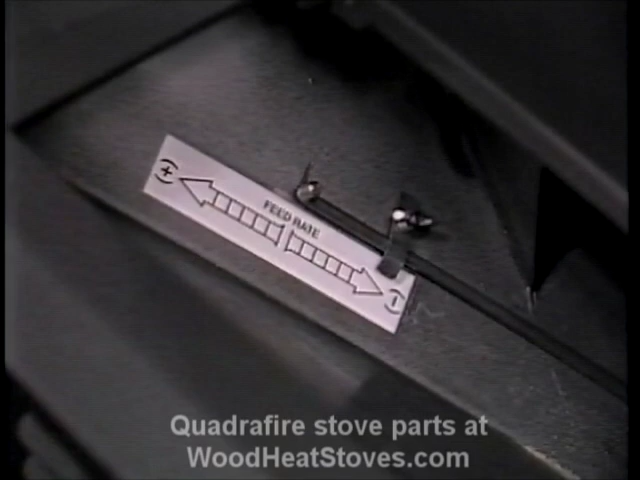 (+)
FEED RATE
(-)
Quadrafire stove parts at
WoodHeatStoves.com